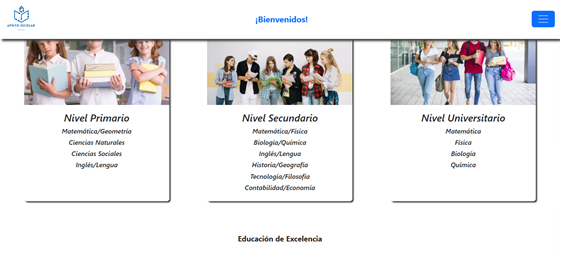 APOYO ESCOLAR
¡Bienvenidos!
Nivel Primario
Matemática/Geometría
Ciencias Naturales
Ciencias Sociales
Inglés/Lengua
Nivel Secundario
Matemática/Física
Biología/Química
Inglés/Lengua
Historia/Geografía
Tecnología/Filosofía
Contabilidad/Economía
Nivel Universitario
Matemática
Física
Biología
Química
Educación de Excelencia